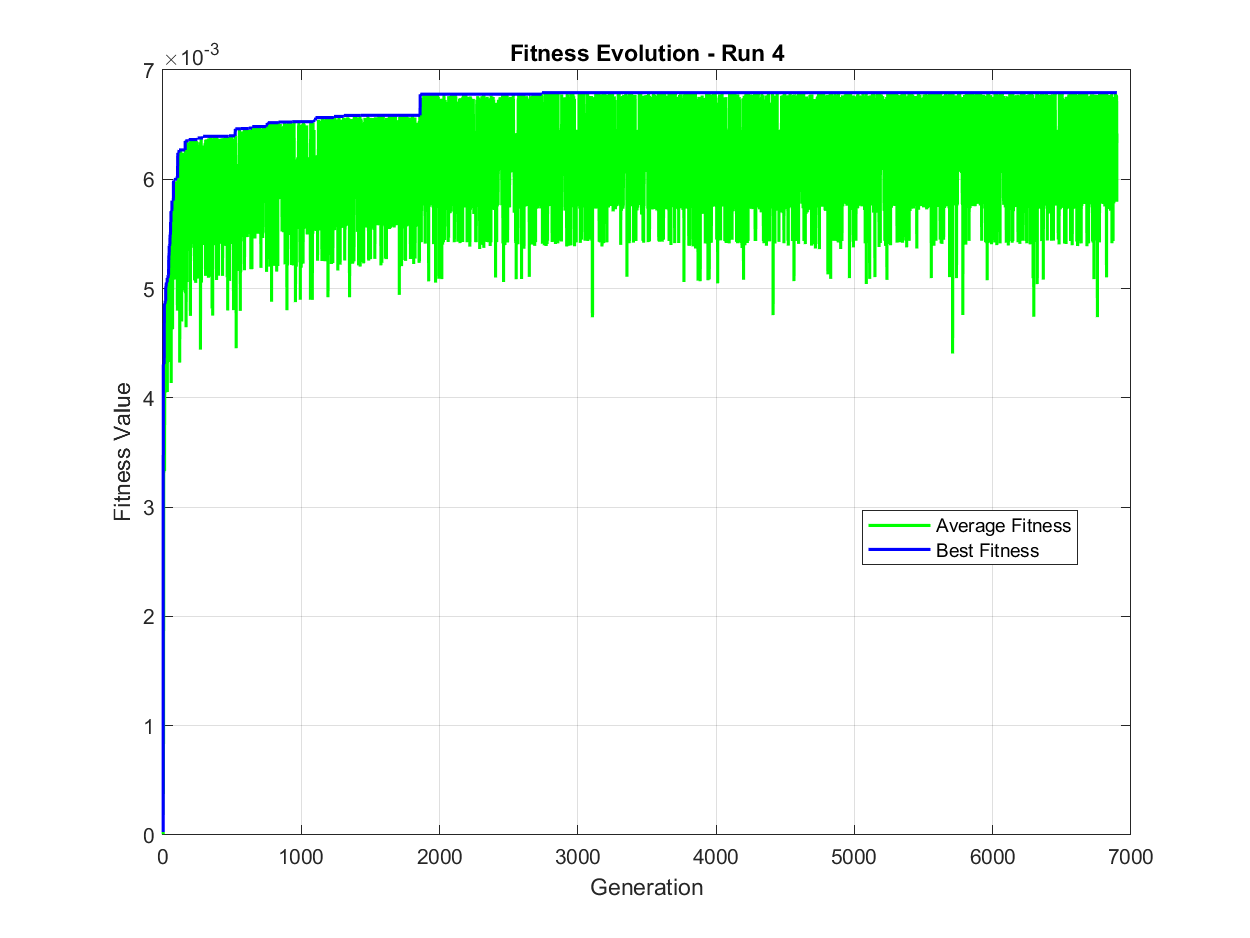 Fitness Evolution - Run 4
×10^-3
7
6
5
4
3
2
1
0
Fitness Value
Average Fitness
Best Fitness
0 1000 2000 3000 4000 5000 6000 7000
Generation